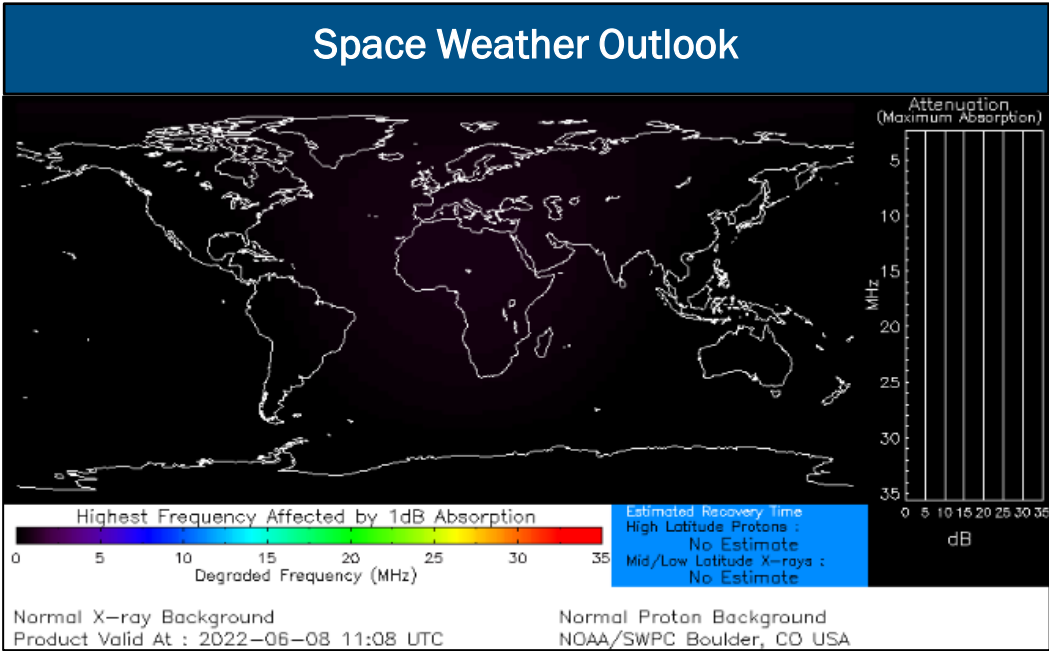 Space Weather Outlook
Attenuation
(Maximum Absorption)
5
10
15
20
25
30
35
MHz
0 5 10 15 20 25 30 35
dB
Highest Frequency Affected by 1dB Absorption
0 5 10 15 20 25 30 35
Degraded Frequency (MHz)
Estimated Recovery Time
High Latitude Protons :
No Estimate
Mid/Low Latitude X-rays :
No Estimate
Normal X-ray Background
Product Valid At : 2022-06-08 11:08 UTC
Normal Proton Background
NOAA/SWPC Boulder, CO USA